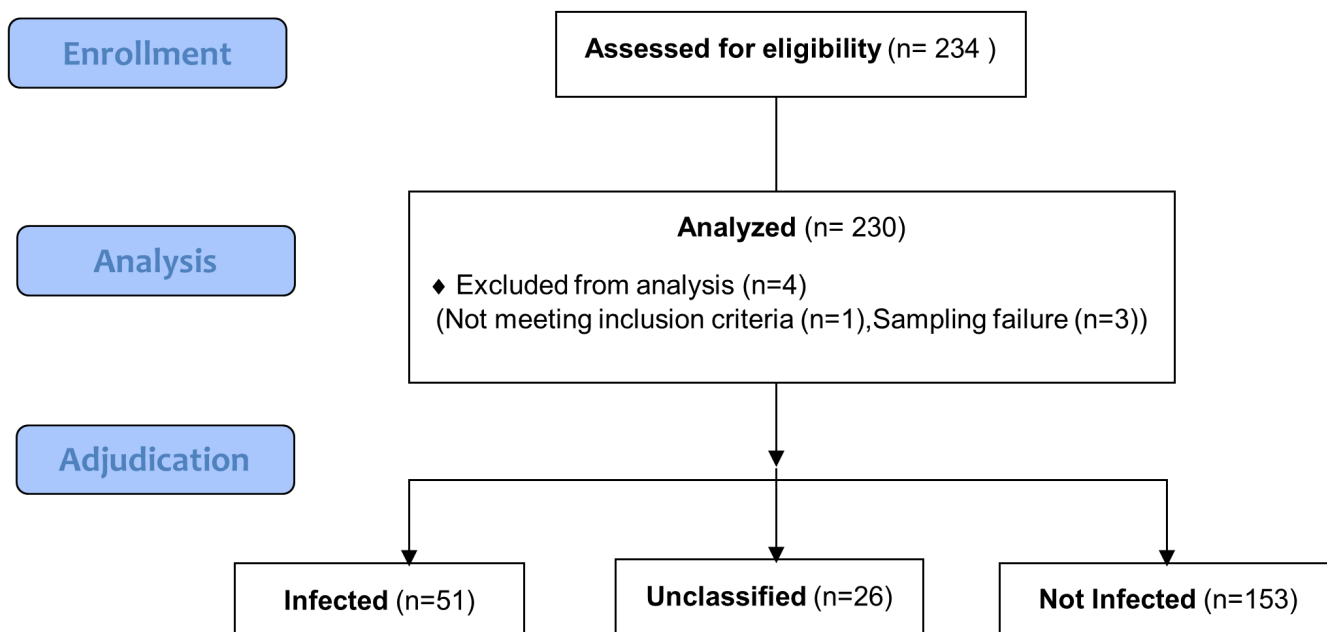 Enrollment
Assessed for eligibility (n= 234 )
Analysis
Analyzed (n= 230)
♦ Excluded from analysis (n=4)
(Not meeting inclusion criteria (n=1),Sampling failure (n=3))
Adjudication
Infected (n=51)
Unclassified (n=26)
Not Infected (n=153)